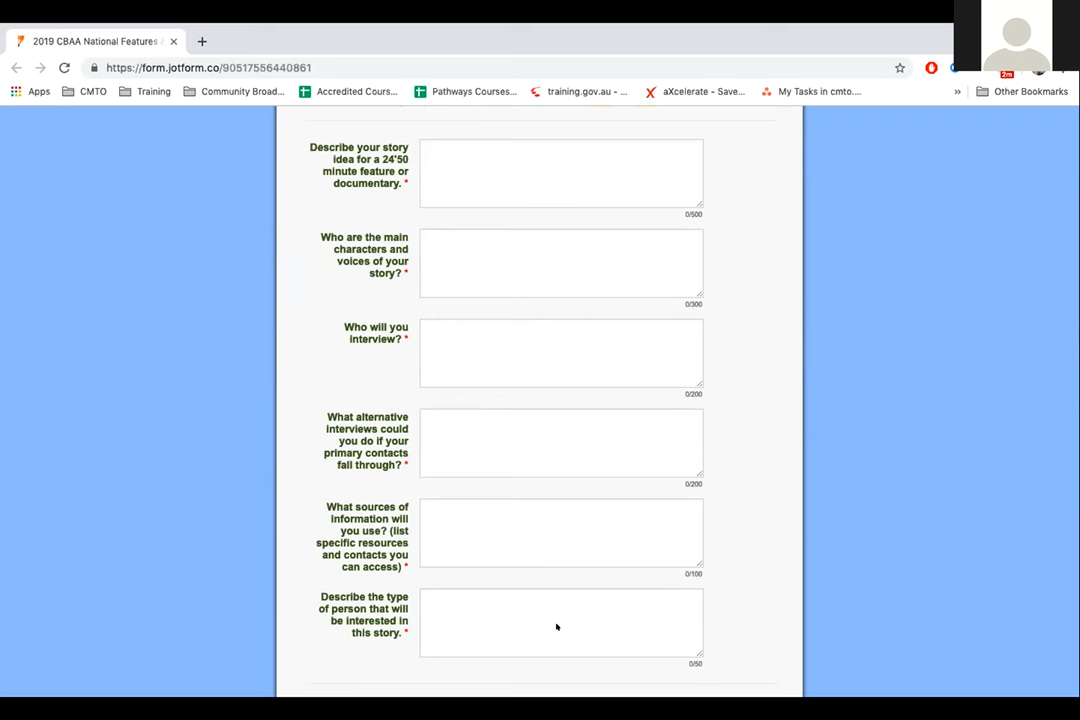 2019 CBAA National Features
https://form.jotform.co/90517556440861
Apps CMTO Training Community Broad... Accredited Cours... Pathways Courses... training.gov.au - ... aXcelerate - Save... My Tasks in cmto.... » Other Bookmarks
2m
Describe your story
idea for a 24'50
minute feature or
documentary. *
0/500
Who are the main
characters and
voices of your
story? *
0/300
Who will you
interview? *
0/200
What alternative
interviews could
you do if your
primary contacts
fall through? *
0/200
What sources of
information will
you use? (list
specific resources
and contacts you
can access) *
0/100
Describe the type
of person that will
be interested in
this story. *
0/50